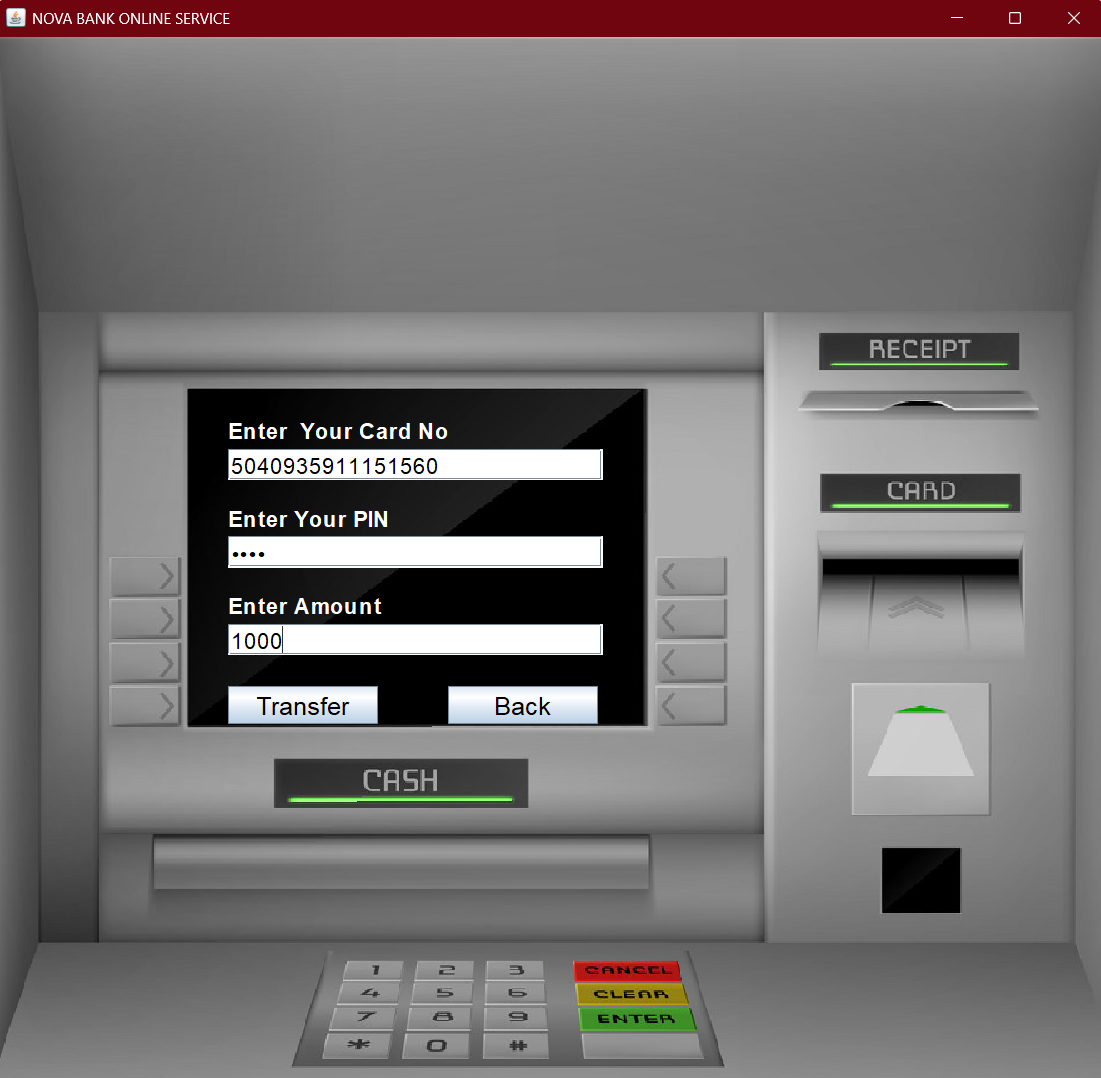 NOVA BANK ONLINE SERVICE
RECEIPT
Enter  Your Card No
5040935911151560
CARD
Enter Your PIN
••••
Enter Amount
1000
Transfer Back
CASH
1 2 3 CANCEL
4 5 6 CLEAR
7 8 9 ENTER
* 0 #